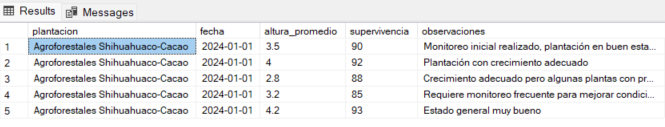 Results Messages
plantacion fecha altura_promedio supervivencia observaciones
1 Agroforestales Shihuahuaco-Cacao 2024-01-01 3.5 90 Monitoreo inicial realizado, plantación en buen esta...
2 Agroforestales Shihuahuaco-Cacao 2024-01-01 4 92 Plantación con crecimiento adecuado
3 Agroforestales Shihuahuaco-Cacao 2024-01-01 2.8 88 Crecimiento adecuado pero algunas plantas con pr...
4 Agroforestales Shihuahuaco-Cacao 2024-01-01 3.2 85 Requiere monitoreo frecuente para mejorar condici...
5 Agroforestales Shihuahuaco-Cacao 2024-01-01 4.2 93 Estado general muy bueno